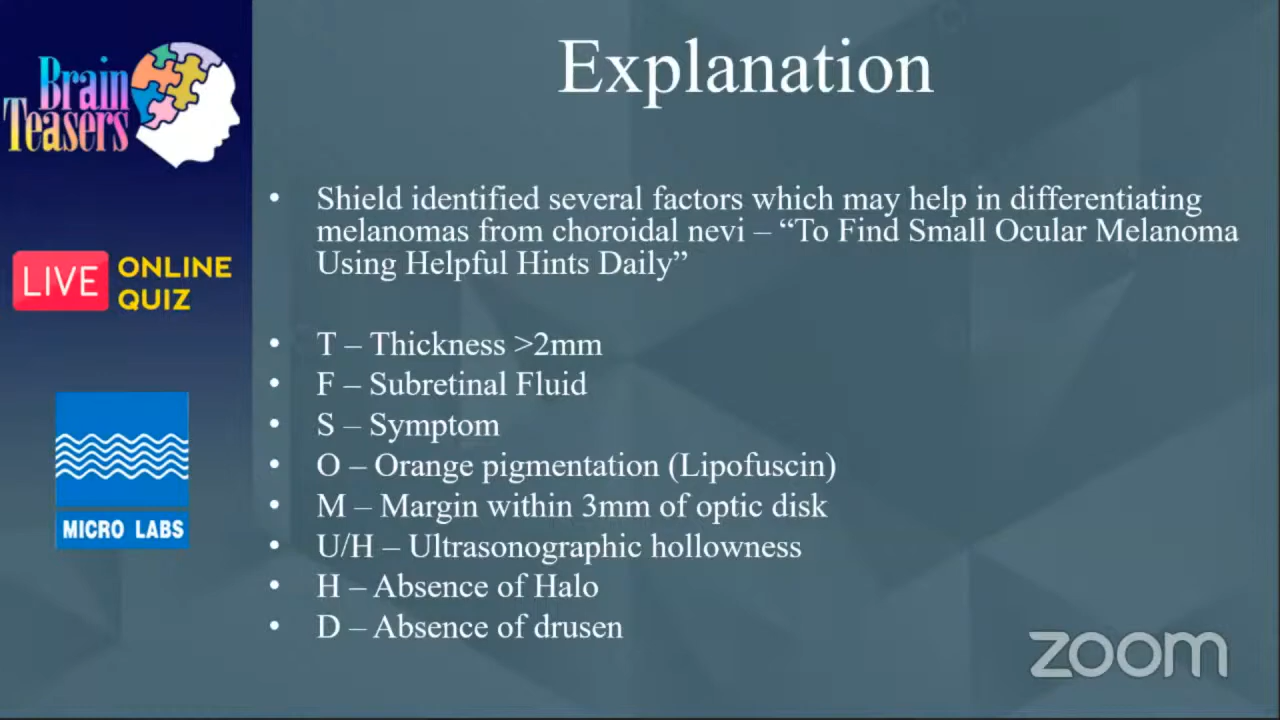 Brain
Teasers
LIVE
ONLINE
QUIZ
MICRO LABS
Explanation
• Shield identified several factors which may help in differentiating
melanomas from choroidal nevi – “To Find Small Ocular Melanoma
Using Helpful Hints Daily”
• T – Thickness >2mm
• F – Subretinal Fluid
• S – Symptom
• O – Orange pigmentation (Lipofuscin)
• M – Margin within 3mm of optic disk
• U/H – Ultrasonographic hollowness
• H – Absence of Halo
• D – Absence of drusen
zoom